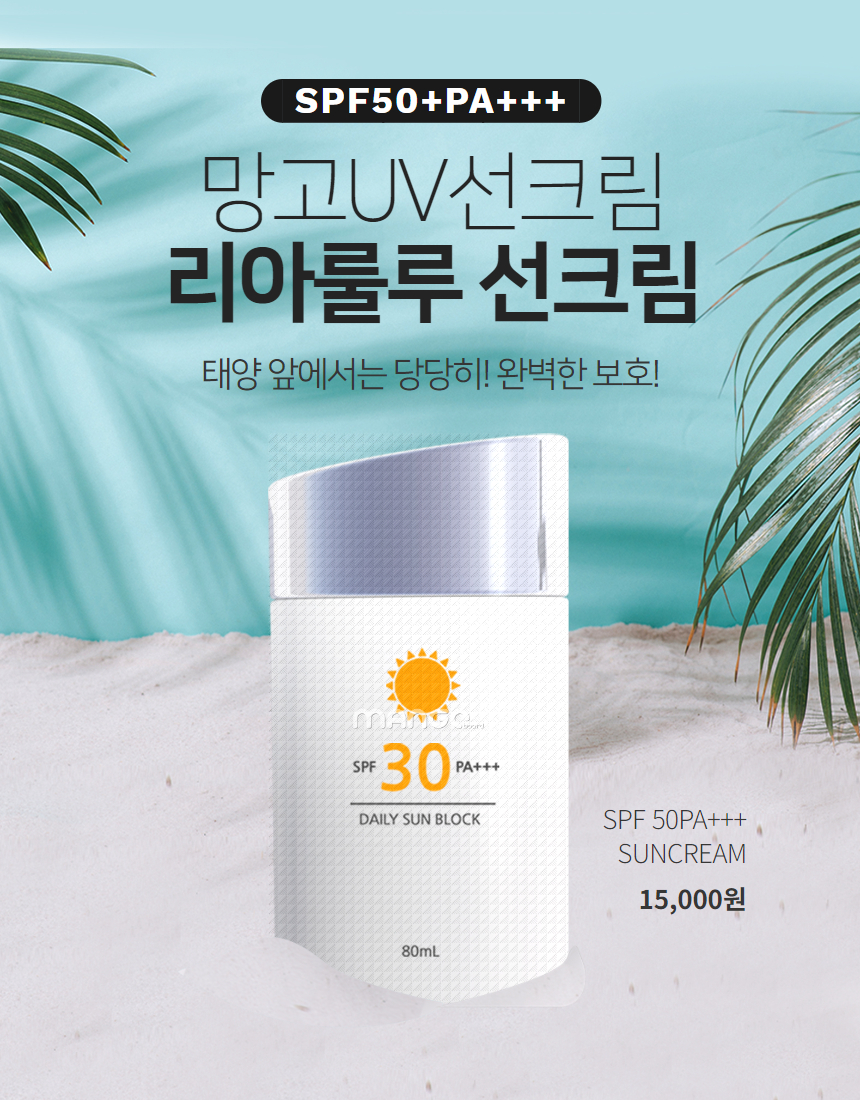 SPF50+PA+++
망고UV선크림
리아룰루 선크림
태양 앞에서는 당당히! 완벽한 보호!
mango
SPF 30 PA+++
DAILY SUN BLOCK
SPF 50PA+++
SUNCREAM
15,000원
80mL